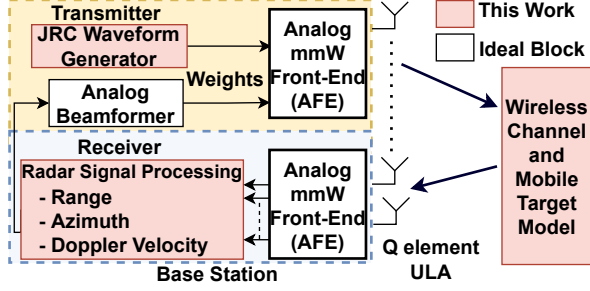 Transmitter
JRC Waveform
Generator
Weights
Analog
Beamformer
Analog
mmW
Front-End
(AFE)
This Work
Ideal Block
Wireless
Channel
and
Mobile
Target
Model
Receiver
Radar Signal Processing
- Range
- Azimuth
- Doppler Velocity
Analog
mmW
Front-End
(AFE)
Q element
ULA
Base Station